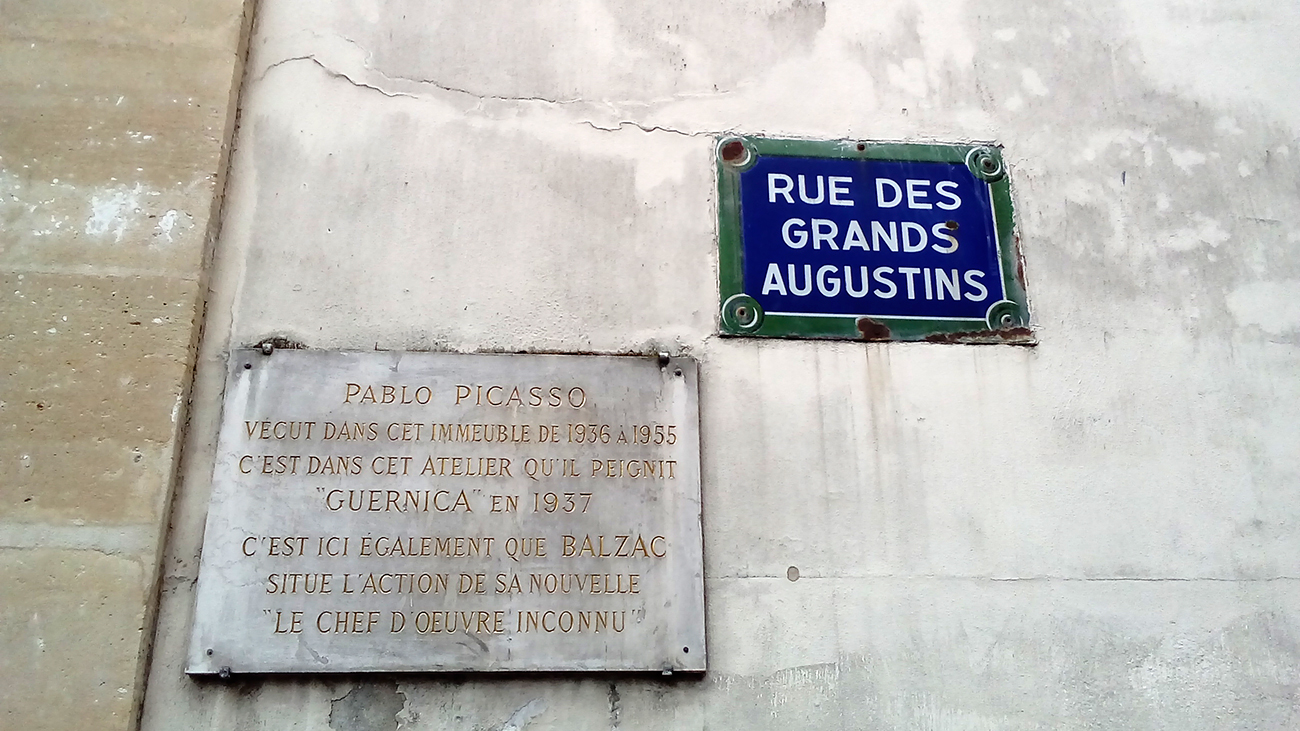 RUE DES
GRANDS
AUGUSTINS
PABLO PICASSO
VÉCUT DANS CET IMMEUBLE DE 1936 À 1955
C'EST DANS CET ATELIER QU'IL PEIGNIT
"GUERNICA" EN 1937
C'EST ICI ÉGALEMENT QUE BALZAC
SITUE L'ACTION DE SA NOUVELLE
"LE CHEF D'OEUVRE INCONNU"